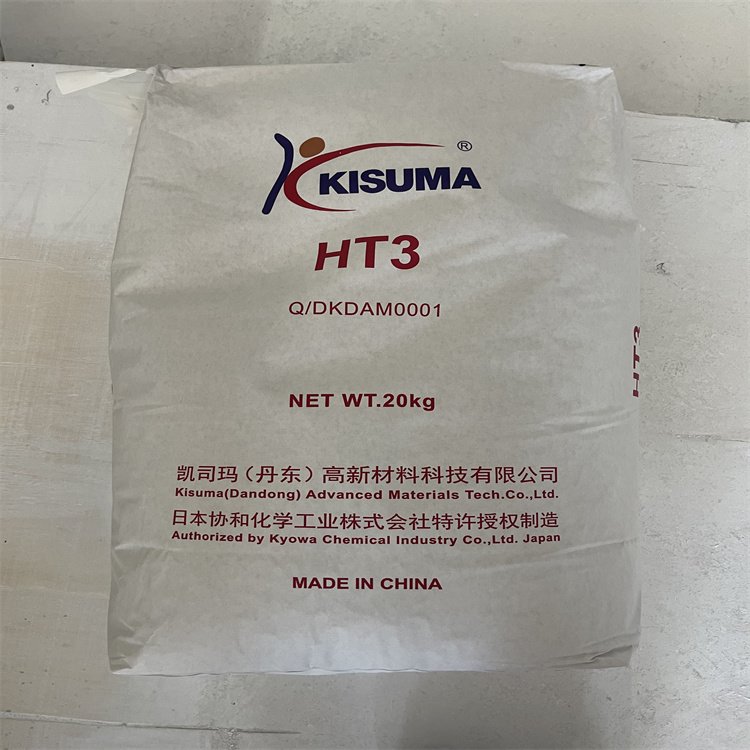 KISUMA ®
HT3
Q/DKDAM0001
HT3
NET WT.20kg
凯司玛（丹东）高新材料科技有限公司
Kisuma(Dandong) Advanced Materials Tech.Co.,Ltd.
日本协和化学工业株式会社特许授权制造
Authorized by Kyowa Chemical Industry Co.,Ltd. Japan
MADE IN CHINA